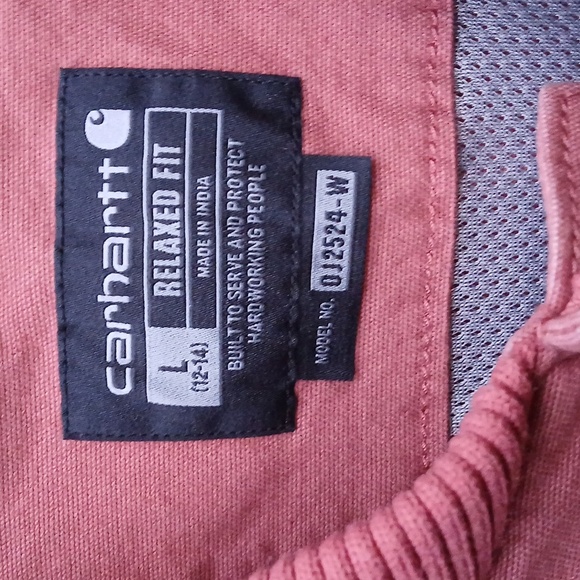 carhartt
L
(12-14)
RELAXED FIT
MADE IN INDIA
BUILT TO SERVE AND PROTECT
HARDWORKING PEOPLE
MODEL NO. OJ2524-W